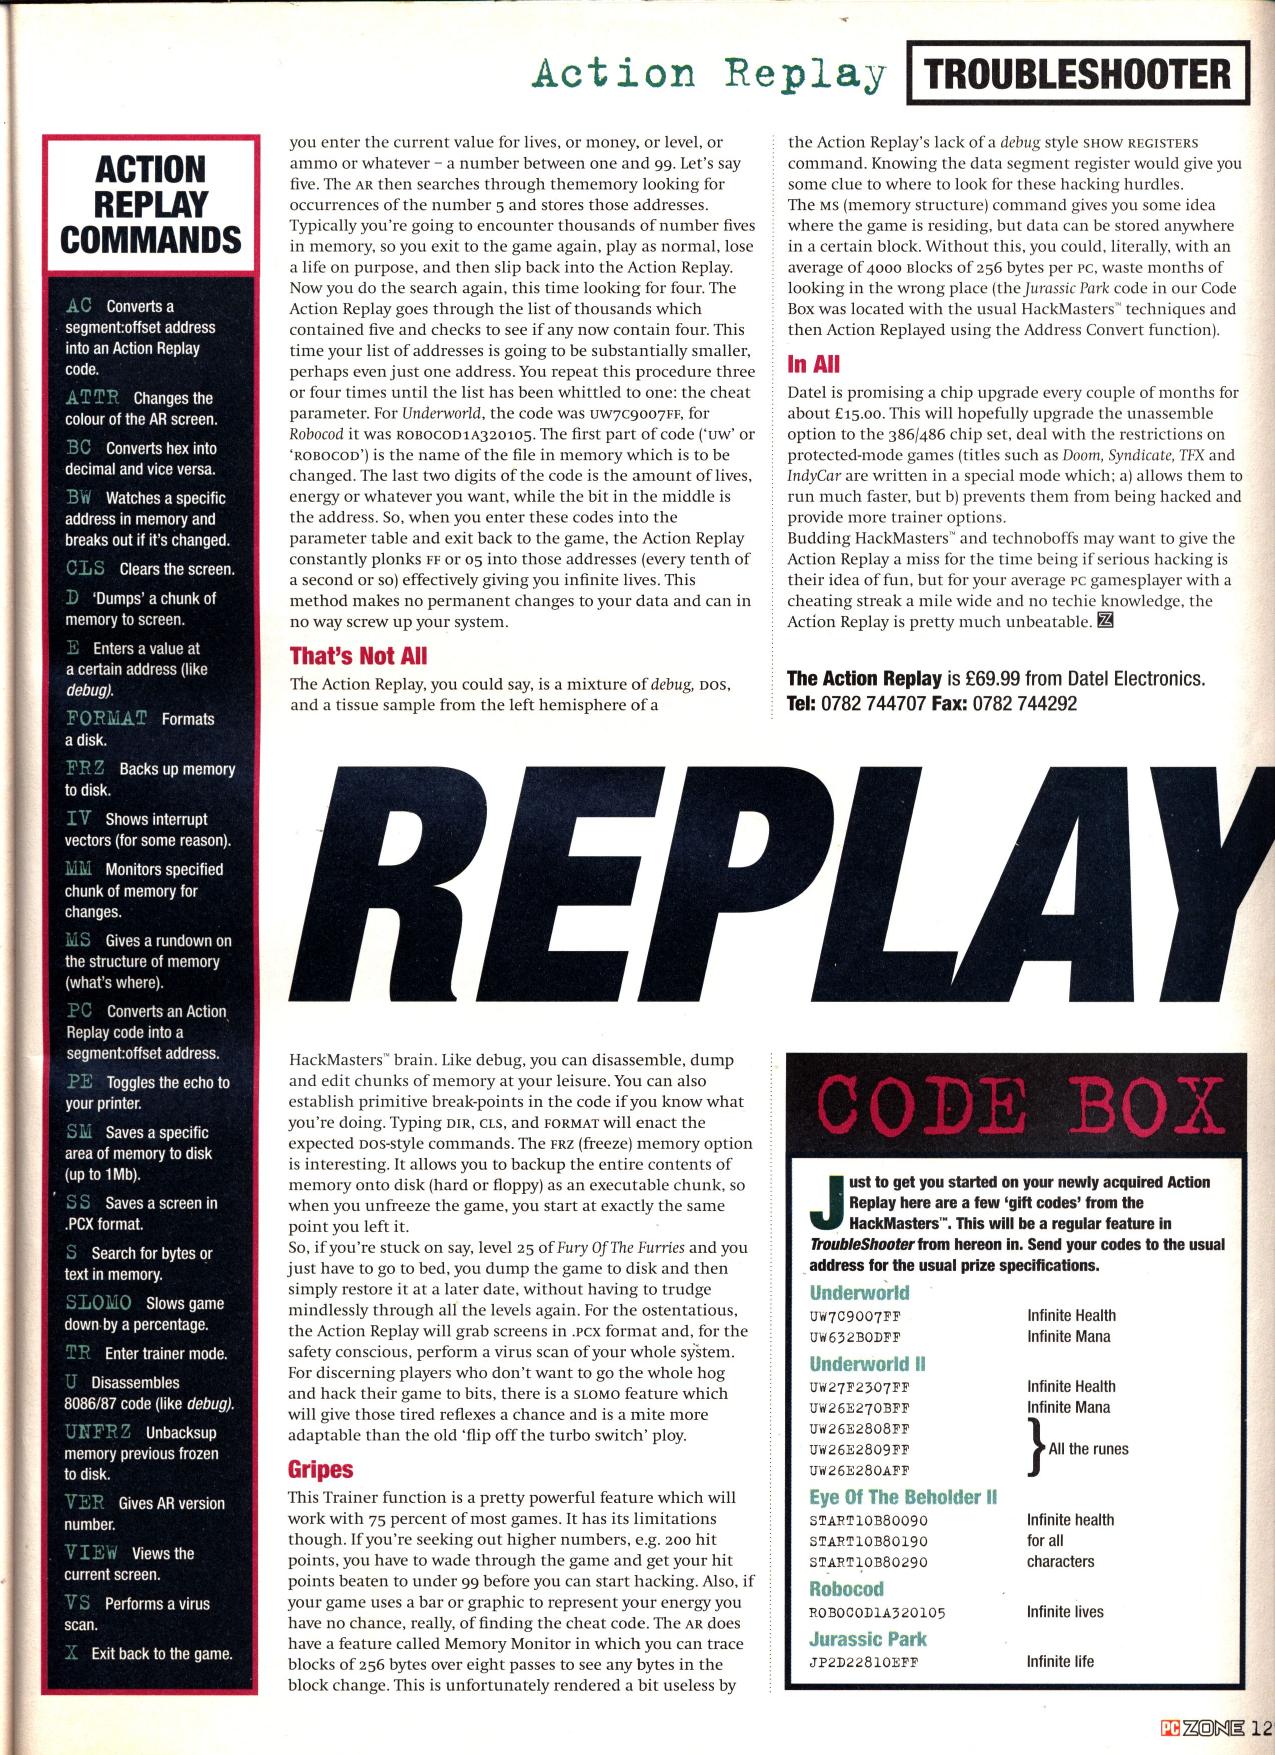 Action Replay TROUBLESHOOTER
ACTION
REPLAY
COMMANDS
AC Converts a
segment:offset address
into an Action Replay
code.
ATTR Changes the
colour of the AR screen.
BC Converts hex into
decimal and vice versa.
BW Watches a specific
address in memory and
breaks out if it's changed.
CLS Clears the screen.
D 'Dumps' a chunk of
memory to screen.
E Enters a value at
a certain address (like
debug).
FORMAT Formats
a disk.
FRZ Backs up memory
to disk.
IV Shows interrupt
vectors (for some reason).
MM Monitors specified
chunk of memory for
changes.
MS Gives a rundown on
the structure of memory
(what's where).
PC Converts an Action
Replay code into a
segment:offset address.
PE Toggles the echo to
your printer.
SM Saves a specific
area of memory to disk
(up to 1Mb).
SS Saves a screen in
.PCX format.
S Search for bytes or
text in memory.
SLOMO Slows game
down by a percentage.
TR Enter trainer mode.
U Disassembles
8086/87 code (like debug).
UNFRZ Unbacksup
memory previous frozen
to disk.
VER Gives AR version
number.
VIEW Views the
current screen.
VS Performs a virus
scan.
X Exit back to the game.
you enter the current value for lives, or money, or level, or
ammo or whatever – a number between one and 99. Let's say
five. The AR then searches through thememory looking for
occurrences of the number 5 and stores those addresses.
Typically you're going to encounter thousands of number fives
in memory, so you exit to the game again, play as normal, lose
a life on purpose, and then slip back into the Action Replay.
Now you do the search again, this time looking for four. The
Action Replay goes through the list of thousands which
contained five and checks to see if any now contain four. This
time your list of addresses is going to be substantially smaller,
perhaps even just one address. You repeat this procedure three
or four times until the list has been whittled to one: the cheat
parameter. For Underworld, the code was UW7C9007FF, for
Robocod it was ROBOCOD1A320105. The first part of code ('UW' or
'ROBOCOD') is the name of the file in memory which is to be
changed. The last two digits of the code is the amount of lives,
energy or whatever you want, while the bit in the middle is
the address. So, when you enter these codes into the
parameter table and exit back to the game, the Action Replay
constantly plonks FF or 05 into those addresses (every tenth of
a second or so) effectively giving you infinite lives. This
method makes no permanent changes to your data and can in
no way screw up your system.
That's Not All
The Action Replay, you could say, is a mixture of debug, DOS,
and a tissue sample from the left hemisphere of a
the Action Replay's lack of a debug style SHOW REGISTERS
command. Knowing the data segment register would give you
some clue to where to look for these hacking hurdles.
The MS (memory structure) command gives you some idea
where the game is residing, but data can be stored anywhere
in a certain block. Without this, you could, literally, with an
average of 4000 Blocks of 256 bytes per PC, waste months of
looking in the wrong place (the Jurassic Park code in our Code
Box was located with the usual HackMasters™ techniques and
then Action Replayed using the Address Convert function).
In All
Datel is promising a chip upgrade every couple of months for
about £15.00. This will hopefully upgrade the unassemble
option to the 386/486 chip set, deal with the restrictions on
protected-mode games (titles such as Doom, Syndicate, TFX and
IndyCar are written in a special mode which; a) allows them to
run much faster, but b) prevents them from being hacked and
provide more trainer options.
Budding HackMasters™ and technoboffs may want to give the
Action Replay a miss for the time being if serious hacking is
their idea of fun, but for your average PC gamesplayer with a
cheating streak a mile wide and no techie knowledge, the
Action Replay is pretty much unbeatable. Z
The Action Replay is £69.99 from Datel Electronics.
Tel: 0782 744707 Fax: 0782 744292
REPLAY
HackMasters™ brain. Like debug, you can disassemble, dump
and edit chunks of memory at your leisure. You can also
establish primitive break-points in the code if you know what
you're doing. Typing DIR, CLS, and FORMAT will enact the
expected DOS-style commands. The FRZ (freeze) memory option
is interesting. It allows you to backup the entire contents of
memory onto disk (hard or floppy) as an executable chunk, so
when you unfreeze the game, you start at exactly the same
point you left it.
So, if you're stuck on say, level 25 of Fury Of The Furries and you
just have to go to bed, you dump the game to disk and then
simply restore it at a later date, without having to trudge
mindlessly through all the levels again. For the ostentatious,
the Action Replay will grab screens in .PCX format and, for the
safety conscious, perform a virus scan of your whole system.
For discerning players who don't want to go the whole hog
and hack their game to bits, there is a SLOMO feature which
will give those tired reflexes a chance and is a mite more
adaptable than the old 'flip off the turbo switch' ploy.
Gripes
This Trainer function is a pretty powerful feature which will
work with 75 percent of most games. It has its limitations
though. If you're seeking out higher numbers, e.g. 200 hit
points, you have to wade through the game and get your hit
points beaten to under 99 before you can start hacking. Also, if
your game uses a bar or graphic to represent your energy you
have no chance, really, of finding the cheat code. The AR does
have a feature called Memory Monitor in which you can trace
blocks of 256 bytes over eight passes to see any bytes in the
block change. This is unfortunately rendered a bit useless by
CODE BOX
Just to get you started on your newly acquired Action
Replay here are a few 'gift codes' from the
HackMasters™. This will be a regular feature in
TroubleShooter from hereon in. Send your codes to the usual
address for the usual prize specifications.
Underworld
UW7C9007FF Infinite Health
UW632B0DFF Infinite Mana
Underworld II
UW27F2307FF Infinite Health
UW26E270BFF Infinite Mana
UW26E2808FF
UW26E2809FF } All the runes
UW26E280AFF
Eye Of The Beholder II
START10B80090 Infinite health
START10B80190 for all
START10B80290 characters
Robocod
ROBOCOD1A320105 Infinite lives
Jurassic Park
JP2D22810EFF Infinite life
PC ZONE 12